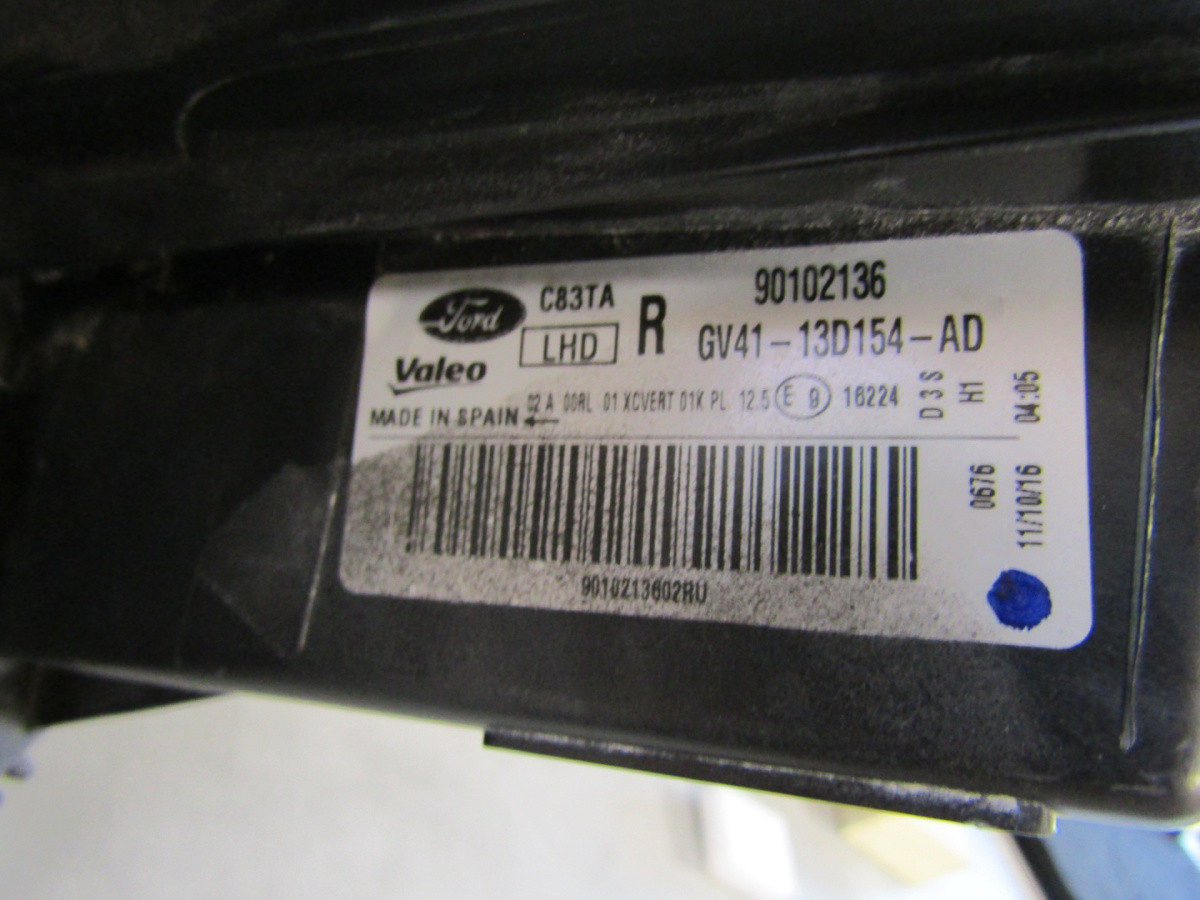 Ford C83TA R 90102136
Valeo LHD GV41-13D154-AD
MADE IN SPAIN 02 A 00RL 01 XCVERT 01K PL 12.5 E 9 16224
D3S
H1
04:05
0676
11/10/16
9010213602RU